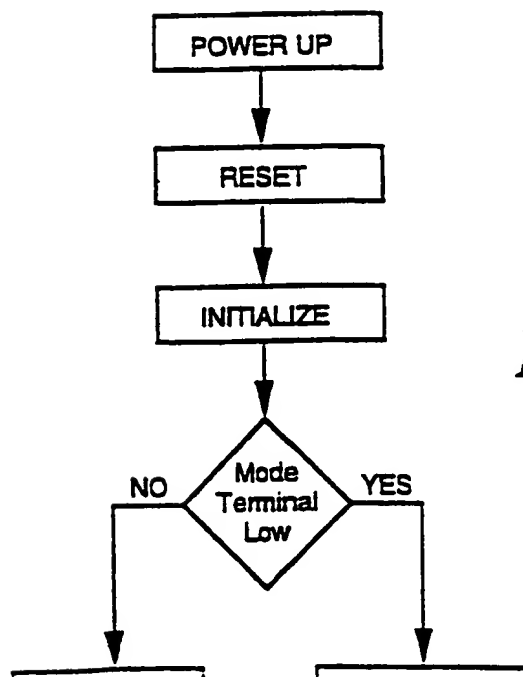 POWER UP
RESET
INITIALIZE
Mode
Terminal
Low
NO
YES